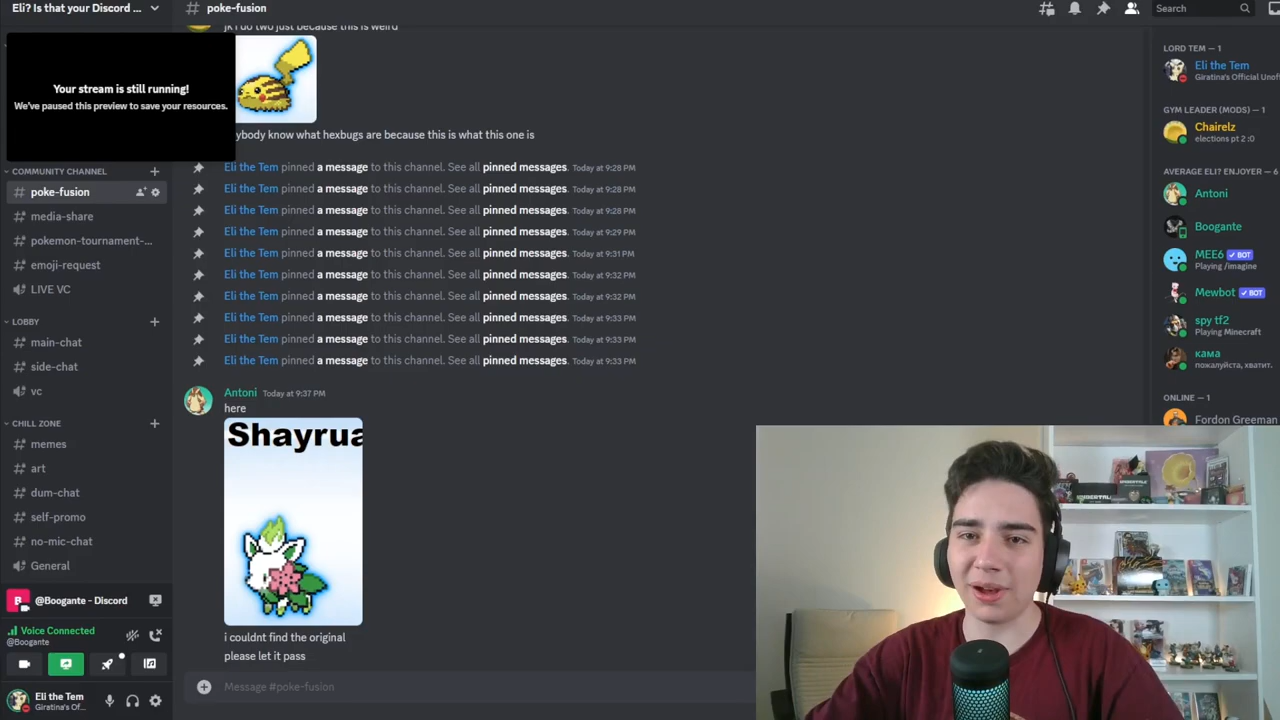 Eli? Is that your Discord ...
poke-fusion
Search
jk i do two just because this is weird
Your stream is still running!
We've paused this preview to save your resources.
ybody know what hexbugs are because this is what this one is
COMMUNITY CHANNEL
poke-fusion
media-share
pokemon-tournament-...
emoji-request
LIVE VC
LOBBY
main-chat
side-chat
vc
CHILL ZONE
memes
art
dum-chat
self-promo
no-mic-chat
General
@Boogante - Discord
Voice Connected
@Boogante
Eli the Tem
Giratina's Of...
Eli the Tem pinned a message to this channel. See all pinned messages. Today at 9:28 PM
Eli the Tem pinned a message to this channel. See all pinned messages. Today at 9:28 PM
Eli the Tem pinned a message to this channel. See all pinned messages. Today at 9:28 PM
Eli the Tem pinned a message to this channel. See all pinned messages. Today at 9:29 PM
Eli the Tem pinned a message to this channel. See all pinned messages. Today at 9:31 PM
Eli the Tem pinned a message to this channel. See all pinned messages. Today at 9:32 PM
Eli the Tem pinned a message to this channel. See all pinned messages. Today at 9:32 PM
Eli the Tem pinned a message to this channel. See all pinned messages. Today at 9:33 PM
Eli the Tem pinned a message to this channel. See all pinned messages. Today at 9:33 PM
Eli the Tem pinned a message to this channel. See all pinned messages. Today at 9:33 PM
Antoni Today at 9:37 PM
here
Shayrua
i couldnt find the original
please let it pass
Message #poke-fusion
LORD TEM — 1
Eli the Tem
Giratina's Official Unof
GYM LEADER (MODS) — 1
Chairelz
elections pt 2 :0
AVERAGE ELI? ENJOYER — 6
Antoni
Boogante
MEE6 ✓ BOT
Playing /imagine
Mewbot ✓ BOT
spy tf2
Playing Minecraft
кама
пожалуйста, хватит.
ONLINE — 1
Fordon Greeman
UNDERTALE